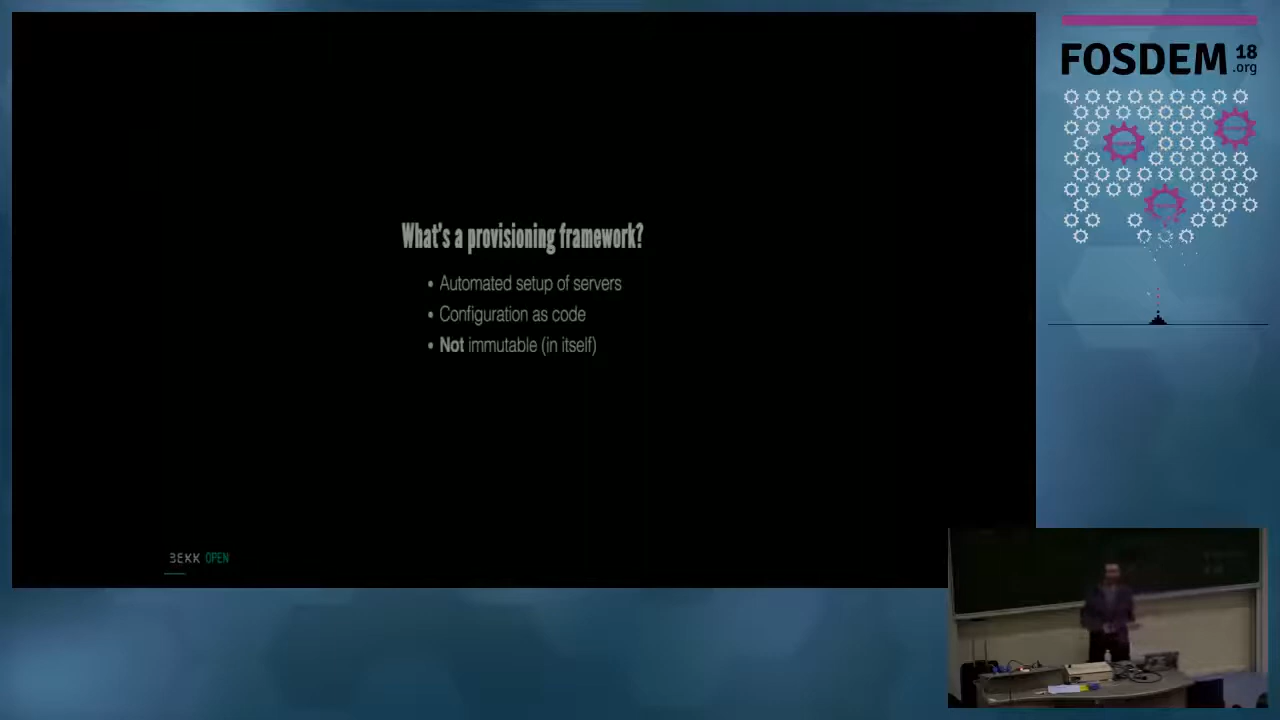 What's a provisioning framework?
• Automated setup of servers
• Configuration as code
• Not immutable (in itself)
BEKK OPEN
FOSDEM 18
.org